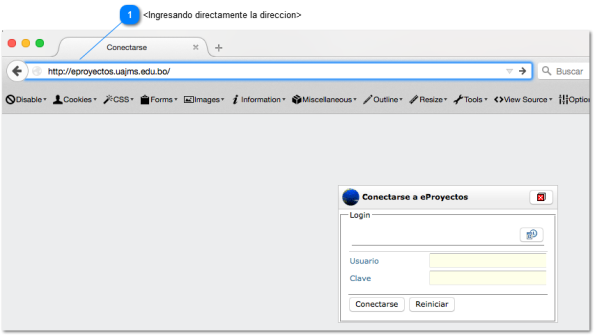 1 <Ingresando directamente la direccion>
Conectarse × +
http://eproyectos.uajms.edu.bo/ Buscar
Disable Cookies CSS Forms Images Information Miscellaneous Outline Resize Tools View Source Option
Conectarse a eProyectos
Login
Usuario
Clave
Conectarse Reiniciar